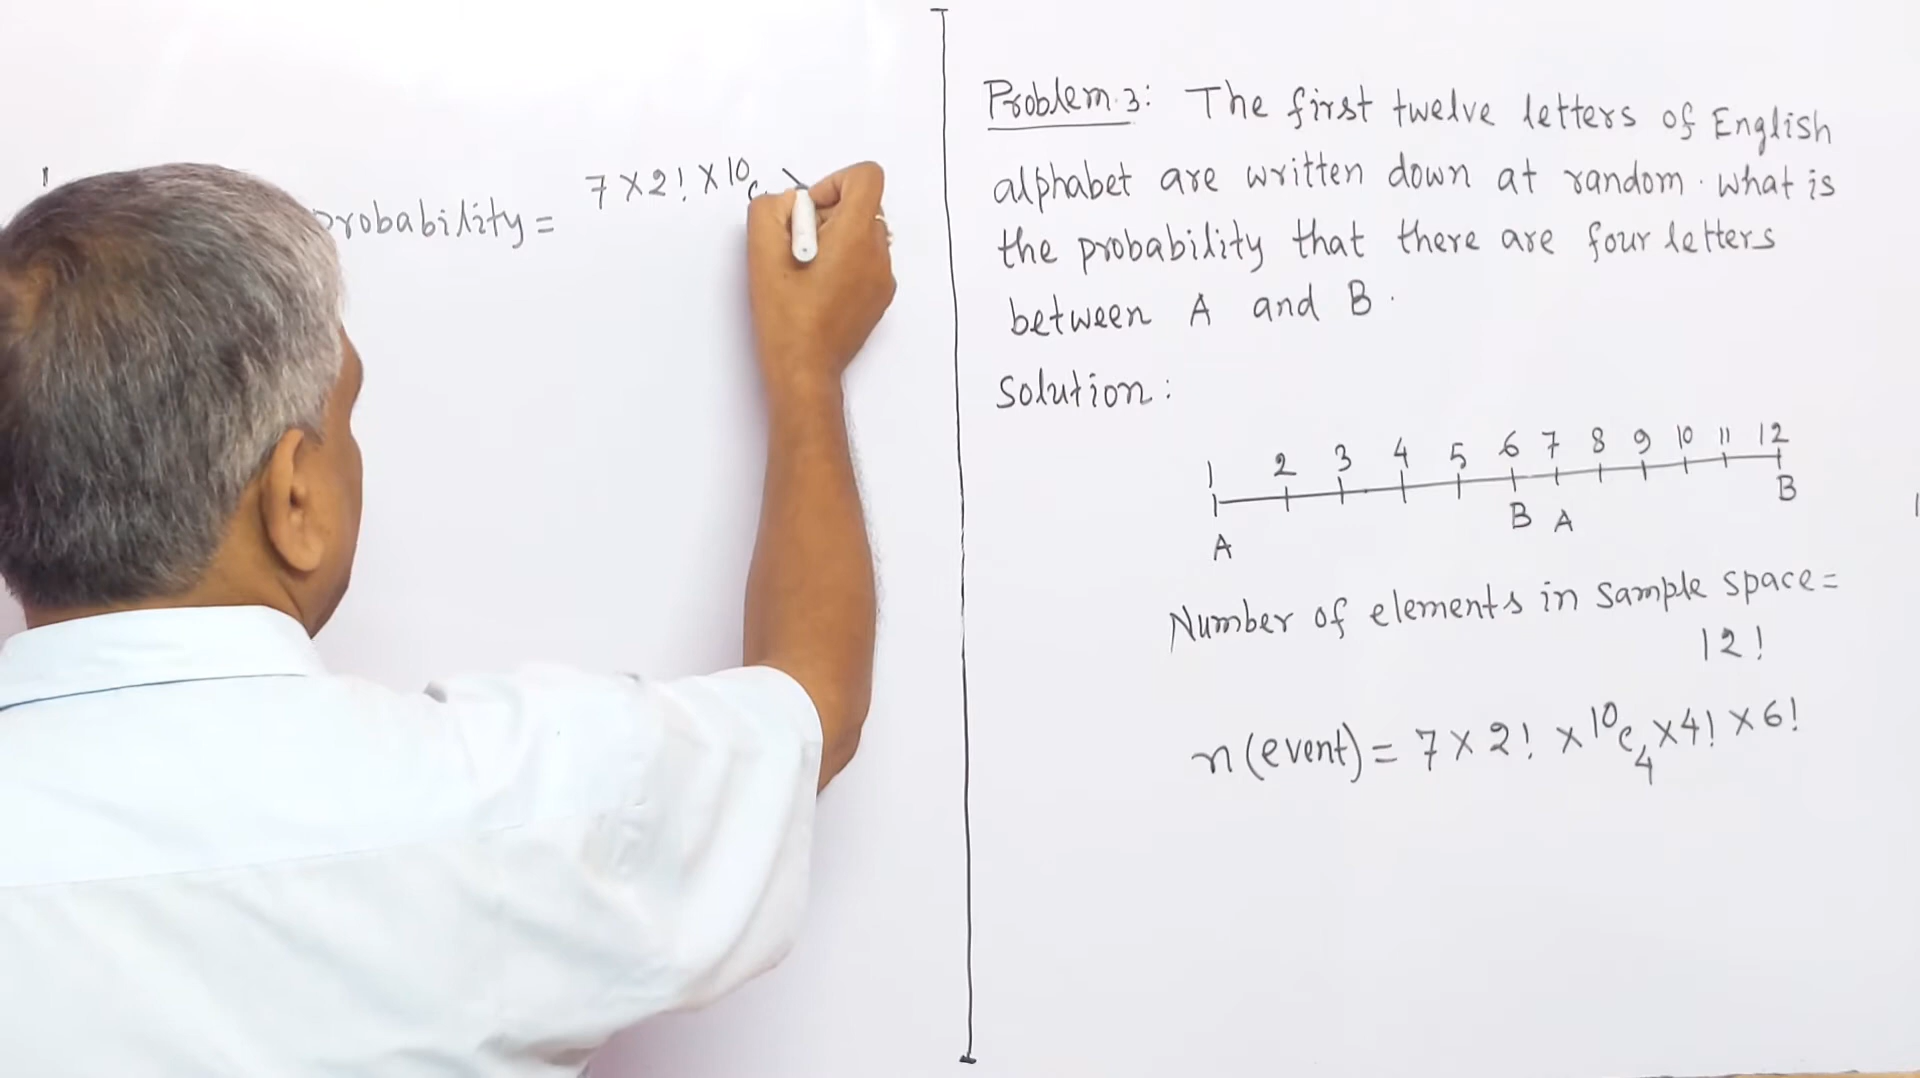 probability = 7 × 2! × 10c
Problem.3: The first twelve letters of English
alphabet are written down at random. what is
the probability that there are four letters
between A and B.
Solution:
1 2 3 4 5 6 7 8 9 10 11 12
A B A B
Number of elements in sample space =
12!
n(event) = 7 × 2! × ¹⁰c₄ × 4! × 6!